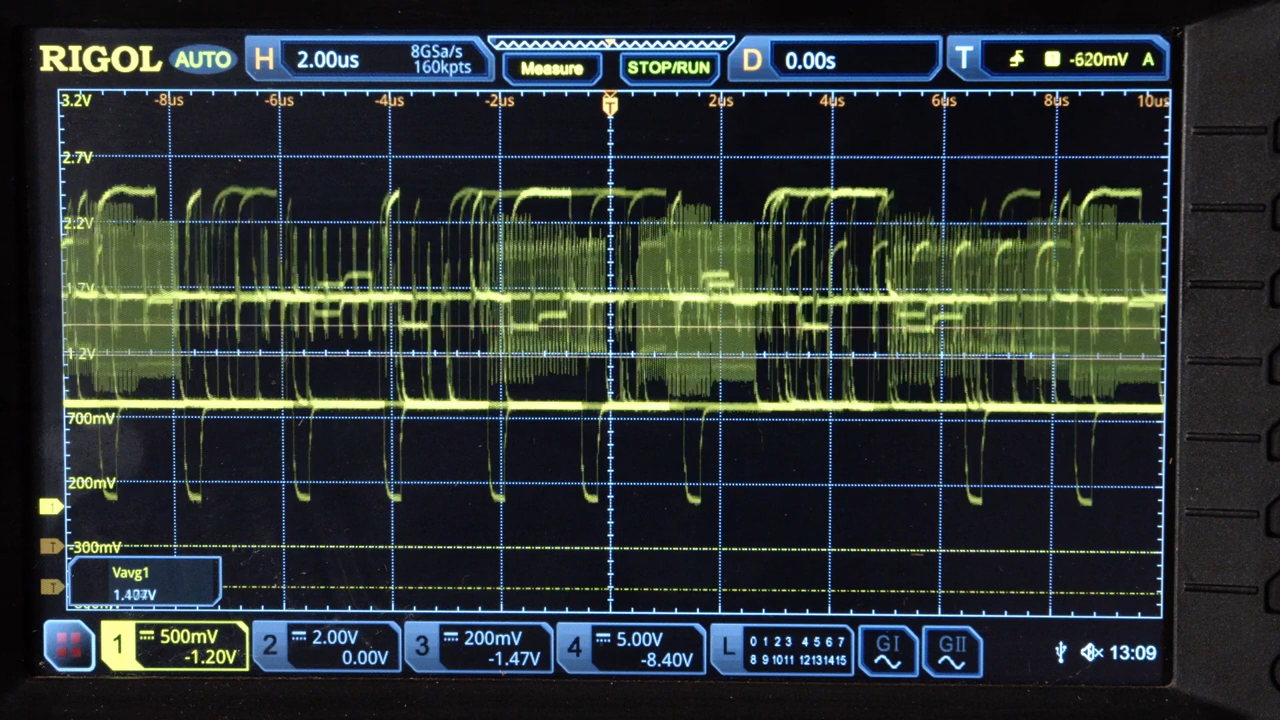 RIGOL AUTO H 2.00us 8GSa/s 160kpts Measure STOP/RUN D 0.00s T -620mV A
3.2V -8us -6us -4us -2us T 2us 4us 6us 8us 10us
2.7V
2.2V
1.7V
1.2V
700mV
200mV
1
T -300mV
T
Vavg1
1 500mV -1.20V 2 2.00V 0.00V 3 200mV -1.47V 4 5.00V -8.40V L 0 1 2 3 4 5 6 7 8 9 10 11 12 13 14 15 GI GII 13:09